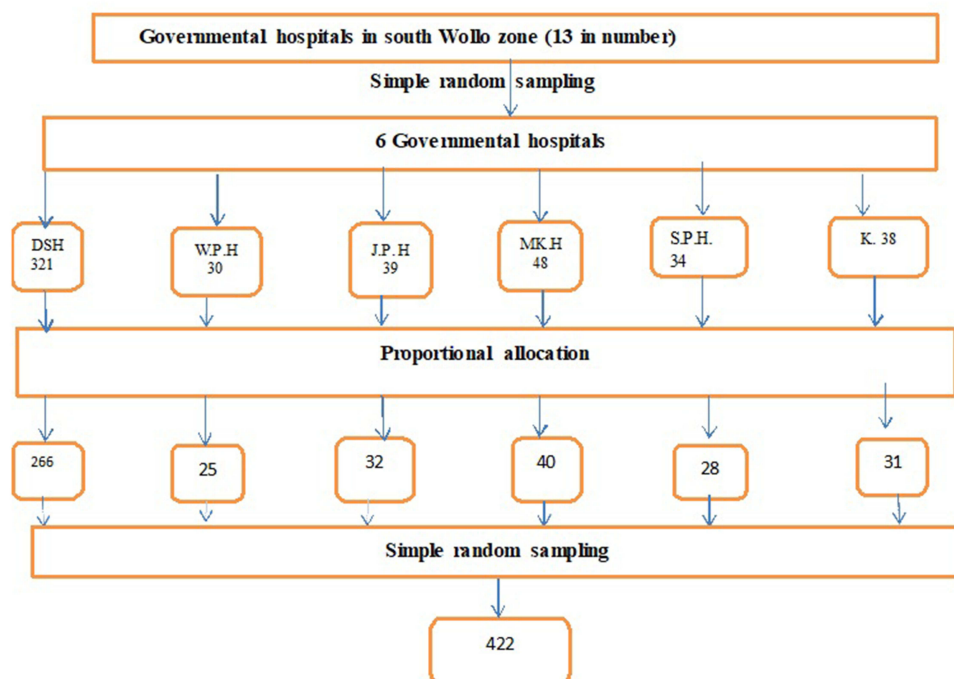 Governmental hospitals in south Wollo zone (13 in number)
Simple random sampling
6 Governmental hospitals
DSH
321
W.P.H
30
J.P. H
39
MK.H
48
S.P.H.
34
K. 38
Proportional allocation
266
25
32
40
28
31
Simple random sampling
422